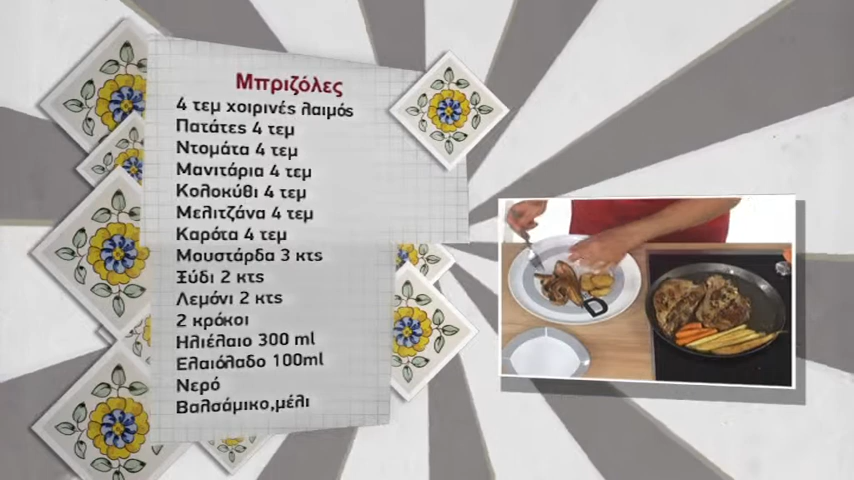 Μπριζόλες
4 τεμ χοιρινές λαιμός
Πατάτες 4 τεμ
Ντομάτα 4 τεμ
Μανιτάρια 4 τεμ
Κολοκύθι 4 τεμ
Μελιτζάνα 4 τεμ
Καρότα 4 τεμ
Μουστάρδα 3 κτς
Ξύδι 2 κτς
Λεμόνι 2 κτς
2 κρόκοι
Ηλιέλαιο 300 ml
Ελαιόλαδο 100ml
Νερό
Βαλσάμικο,μέλι